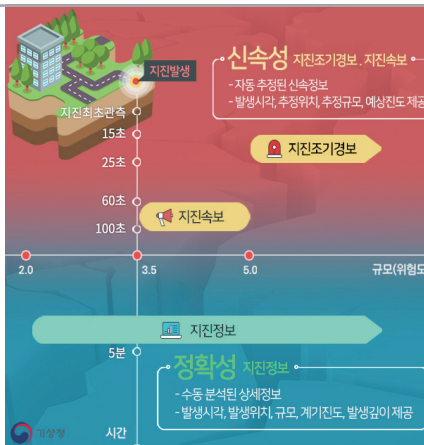 지진발생
신속성 지진조기경보 . 지진속보
- 자동 추정된 신속정보
- 발생시각, 추정위치, 추정규모, 예상진도 제공
지진최초관측
15초
지진조기경보
25초
60초
지진속보
100초
2.0
3.5
5.0
규모(위험도
지진정보
5분
정확성 지진정보
- 수동 분석된 상세정보
- 발생시각, 발생위치, 규모, 계기진도, 발생깊이 제공
기상청
시간